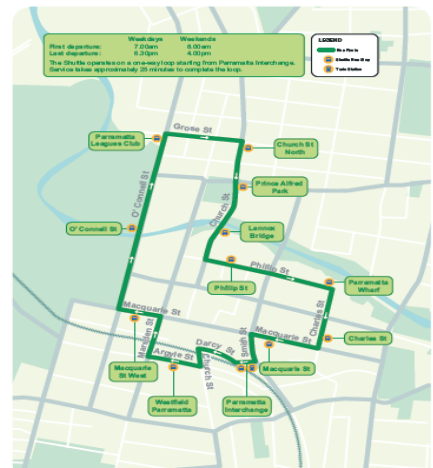 Weekdays Weekends
First departure: 7.00am 8.00am
Last departure: 6.30pm 4.00pm
The Shuttle operates on a one-way loop starting from Parramatta Interchange.
Service takes approximately 25 minutes to complete the loop.
LEGEND
Bus Route
Shuttle Bus Stop
Train Station
Grose St
Parramatta
Leagues Club
Church St
North
O'Connell St
Prince Alfred
Park
Church St
O' Connell St
Lennox
Bridge
Phillip St
Phillip St
Parramatta
Wharf
Macquarie St
Charles St
Marsden St
Darcy St
Smith St
Macquarie St
Charles St
Argyle St
Church St
Macquarie
St West
Macquarie St
Westfield
Parramatta
Parramatta
Interchange